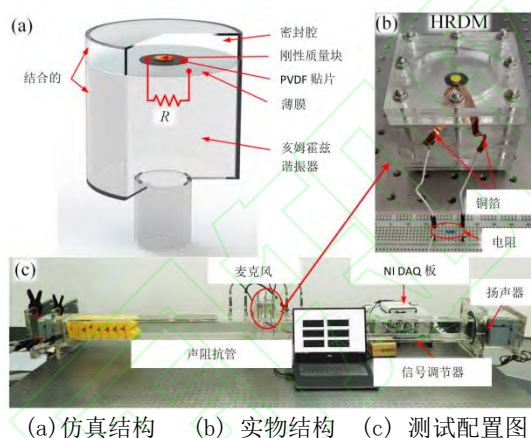 (a)
密封腔
刚性质量块
PVDF 贴片
薄膜
结合的
R
亥姆霍兹
谐振器
(b)
HRDM
铜箔
电阻
(c)
麦克风
NI DAQ 板
扬声器
声阻抗管
信号调节器
(a)仿真结构 (b) 实物结构 (c) 测试配置图